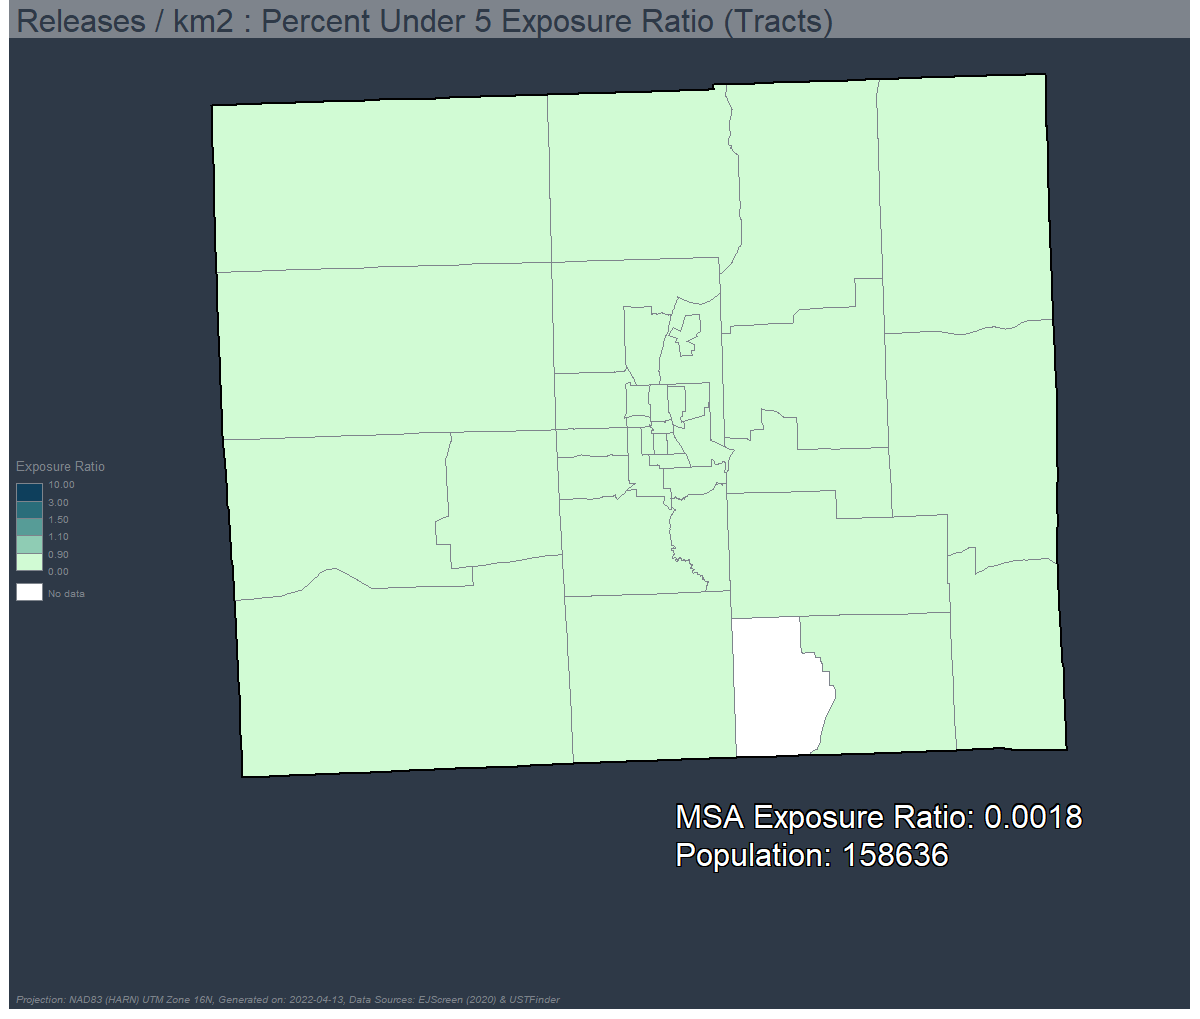 Releases / km2 : Percent Under 5 Exposure Ratio (Tracts)
Exposure Ratio
10.00
3.00
1.50
1.10
0.90
0.00
No data
MSA Exposure Ratio: 0.0018
Population: 158636
Projection: NAD83 (HARN) UTM Zone 16N, Generated on: 2022-04-13, Data Sources: EJScreen (2020) & USTFinder